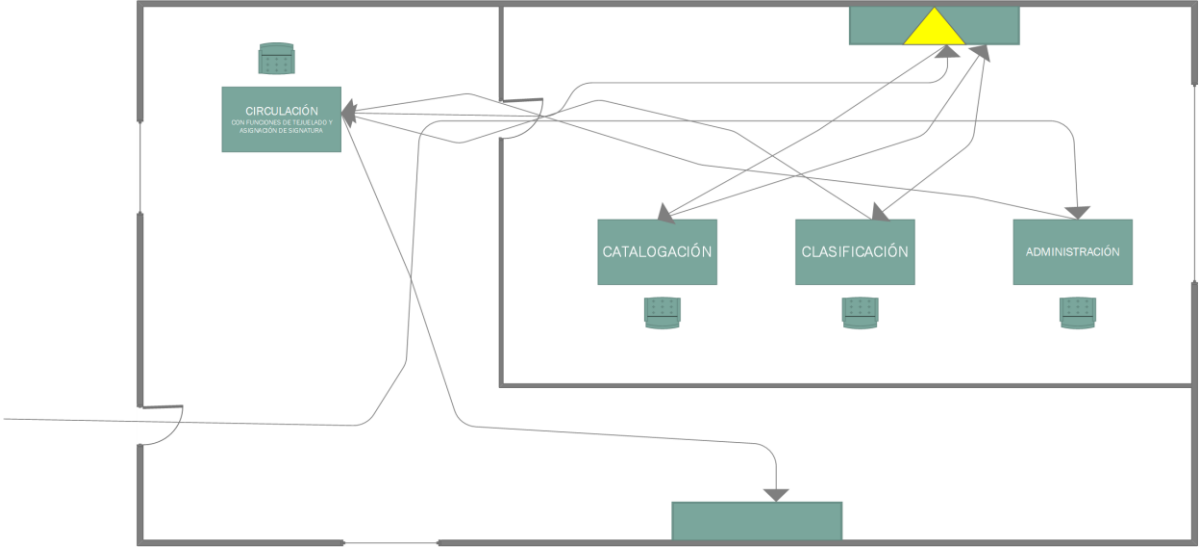 CIRCULACIÓN
CON FUNCIONES DE TEJUELADO Y
ASIGNACIÓN DE SIGNATURA
CATALOGACIÓN
CLASIFICACIÓN
ADMINISTRACIÓN